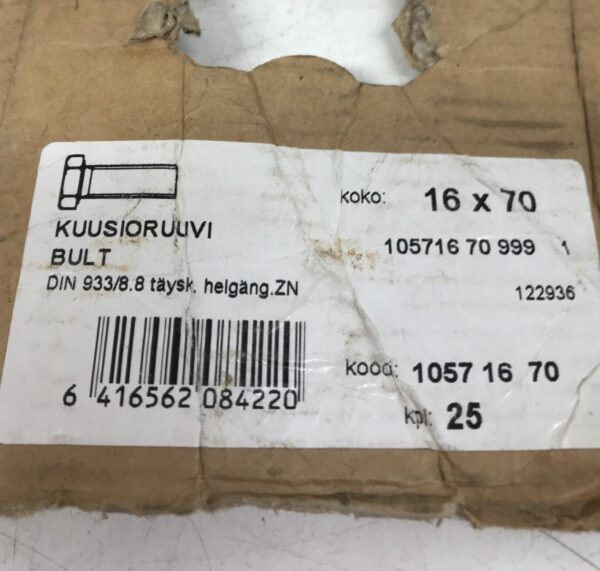 KUUSIORUUVI
BULT
DIN 933/8.8 täysk. helgäng.ZN
6 416562 084220
koko: 16 x 70
105716 70 999 1
122936
koodi: 1057 16 70
kpl: 25